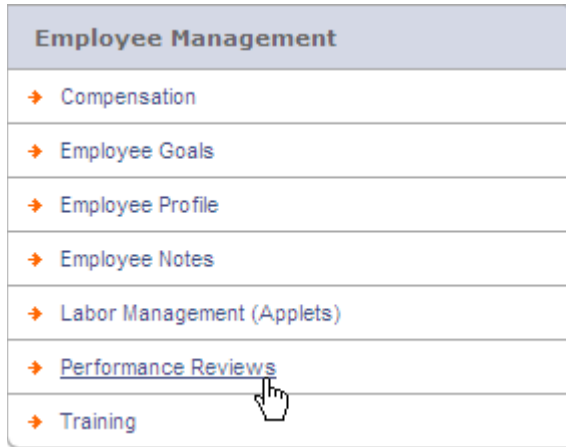 Employee Management
Compensation
Employee Goals
Employee Profile
Employee Notes
Labor Management (Applets)
Performance Reviews
Training